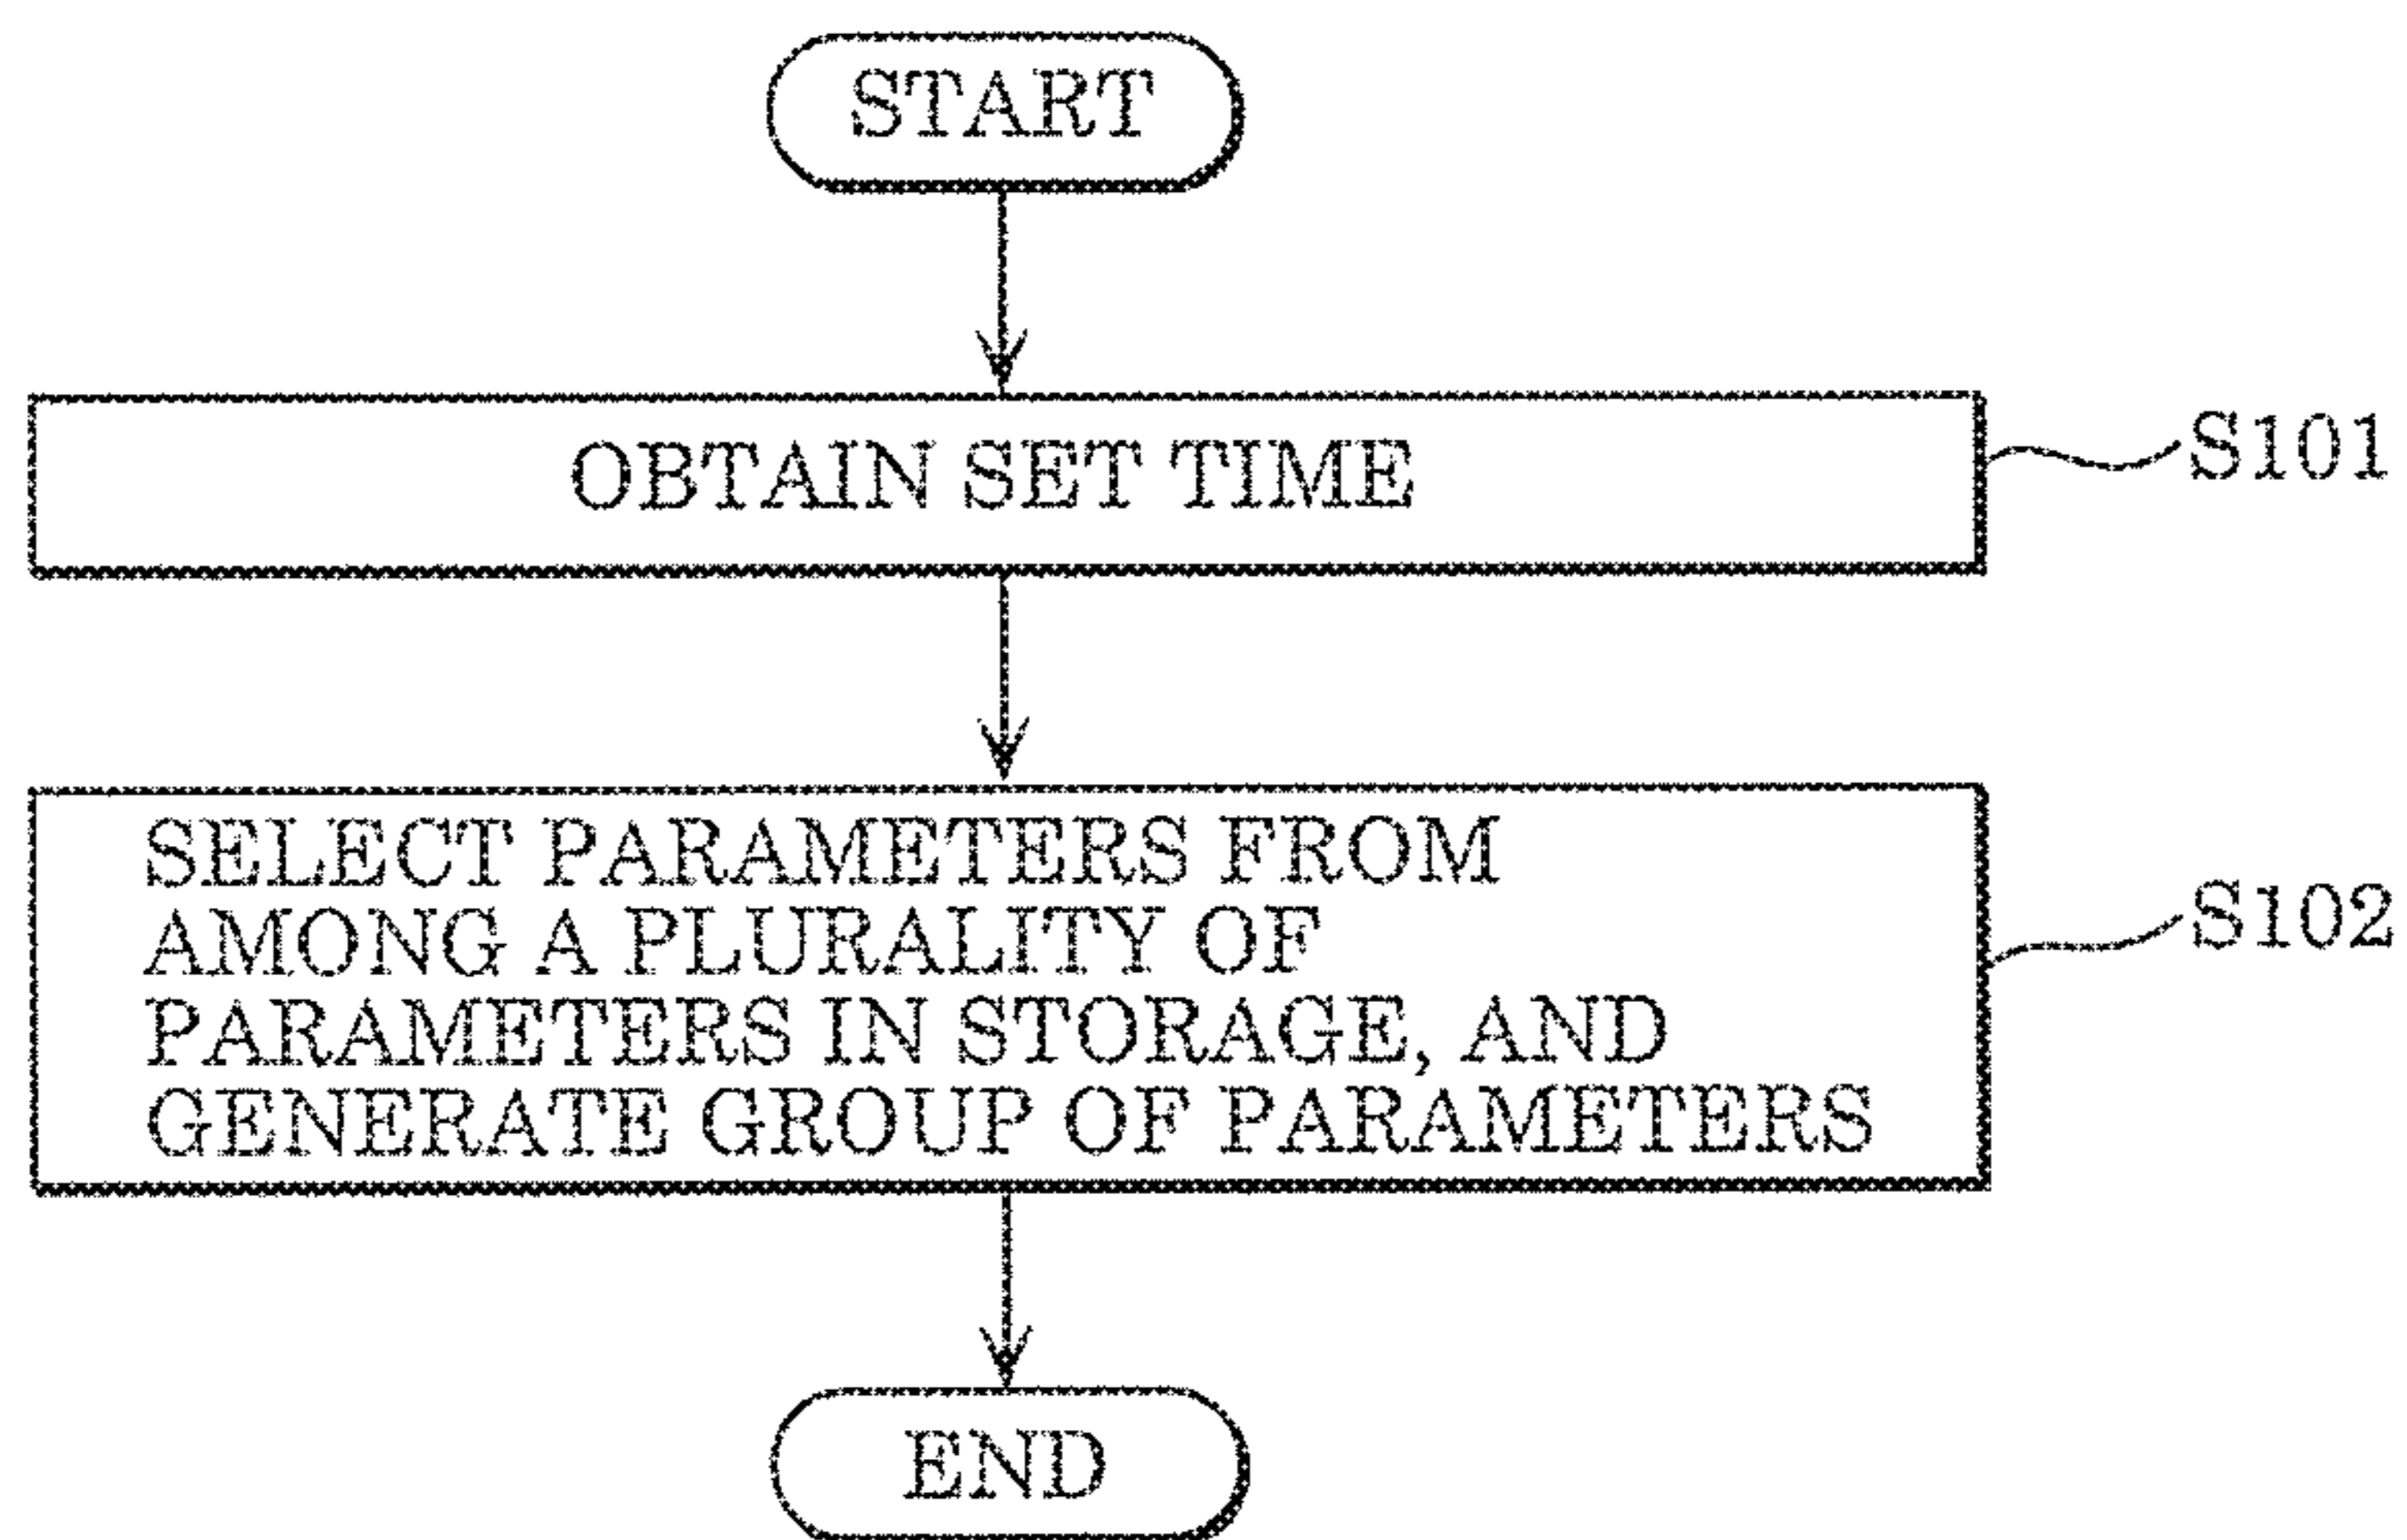 START
OBTAIN SET TIME
S101
SELECT PARAMETERS FROM
AMONG A PLURALITY OF
PARAMETERS IN STORAGE, AND
GENERATE GROUP OF PARAMETERS
S102
END